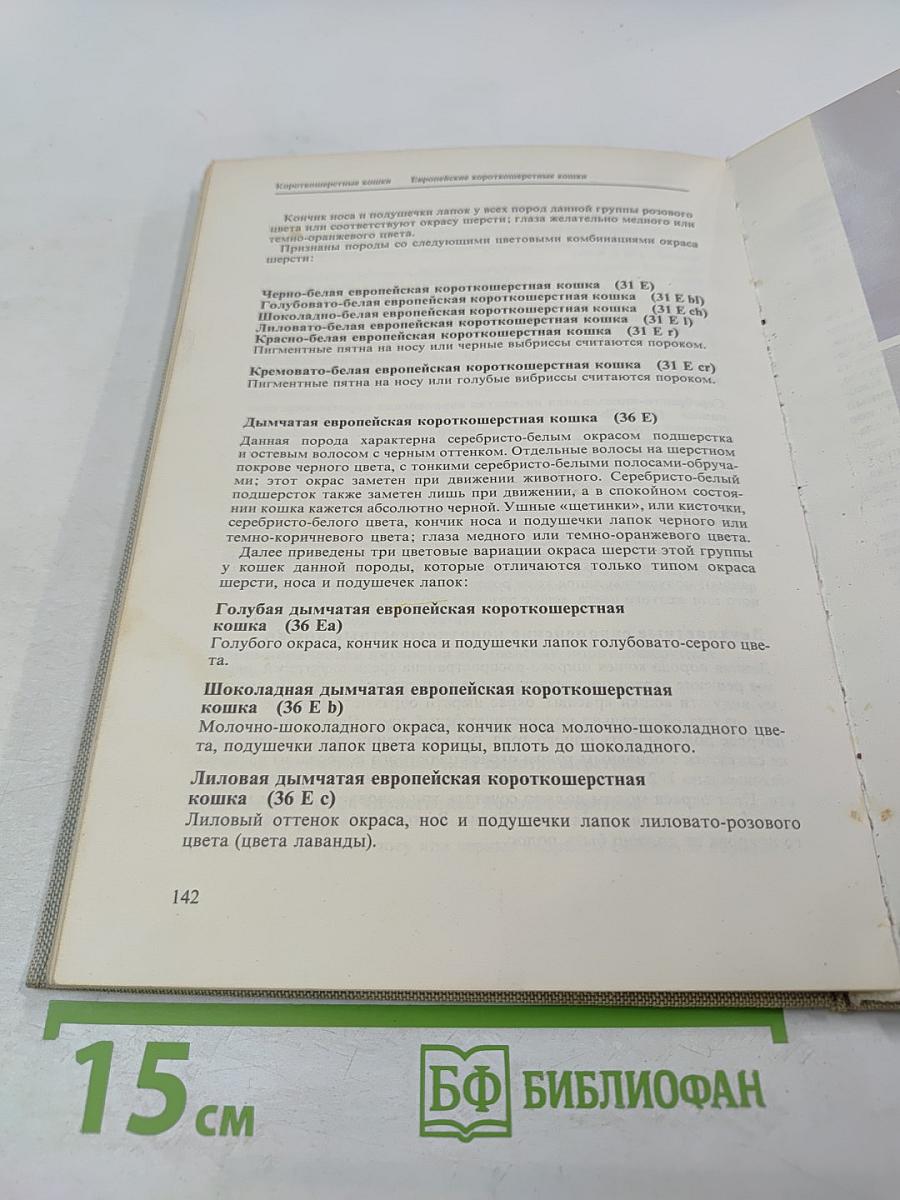 Короткошерстные кошки Европейские короткошерстные кошки
Кончик носа и подушечки лапок у всех пород данной группы розового
цвета или соответствуют окрасу шерсти; глаза желательно медного или
темно-оранжевого цвета.
Признаны породы со следующими цветовыми комбинациями окраса
шерсти:
Черно-белая европейская короткошерстная кошка (31 E)
Голубовато-белая европейская короткошерстная кошка (31 E bl)
Шоколадно-белая европейская короткошерстная кошка (31 E ch)
Лиловато-белая европейская короткошерстная кошка (31 E l)
Красно-белая европейская короткошерстная кошка (31 E r)
Пигментные пятна на носу или черные выбриссы считаются пороком.
Кремовато-белая европейская короткошерстная кошка (31 E cr)
Пигментные пятна на носу или голубые вибриссы считаются пороком.
Дымчатая европейская короткошерстная кошка (36 E)
Данная порода характерна серебристо-белым окрасом подшерстка
и остевым волосом с черным оттенком. Отдельные волосы на шерстном
покрове черного цвета, с тонкими серебристо-белыми полосами-обруча-
ми; этот окрас заметен при движении животного. Серебристо-белый
подшерсток также заметен лишь при движении, а в спокойном состоя-
нии кошка кажется абсолютно черной. Ушные «щетинки», или кисточки,
серебристо-белого цвета, кончик носа и подушечки лапок черного или
темно-коричневого цвета; глаза медного или темно-оранжевого цвета.
Далее приведены три цветовые вариации окраса шерсти этой группы
у кошек данной породы, которые отличаются только типом окраса
шерсти, носа и подушечек лапок:
Голубая дымчатая европейская короткошерстная
кошка (36 Ea)
Голубого окраса, кончик носа и подушечки лапок голубовато-серого цве-
та.
Шоколадная дымчатая европейская короткошерстная
кошка (36 E b)
Молочно-шоколадного окраса, кончик носа молочно-шоколадного цве-
та, подушечки лапок цвета корицы, вплоть до шоколадного.
Лиловая дымчатая европейская короткошерстная
кошка (36 E c)
Лиловый оттенок окраса, нос и подушечки лапок лиловато-розового
цвета (цвета лаванды).
142
15 см
БФ БИБЛИОФАН